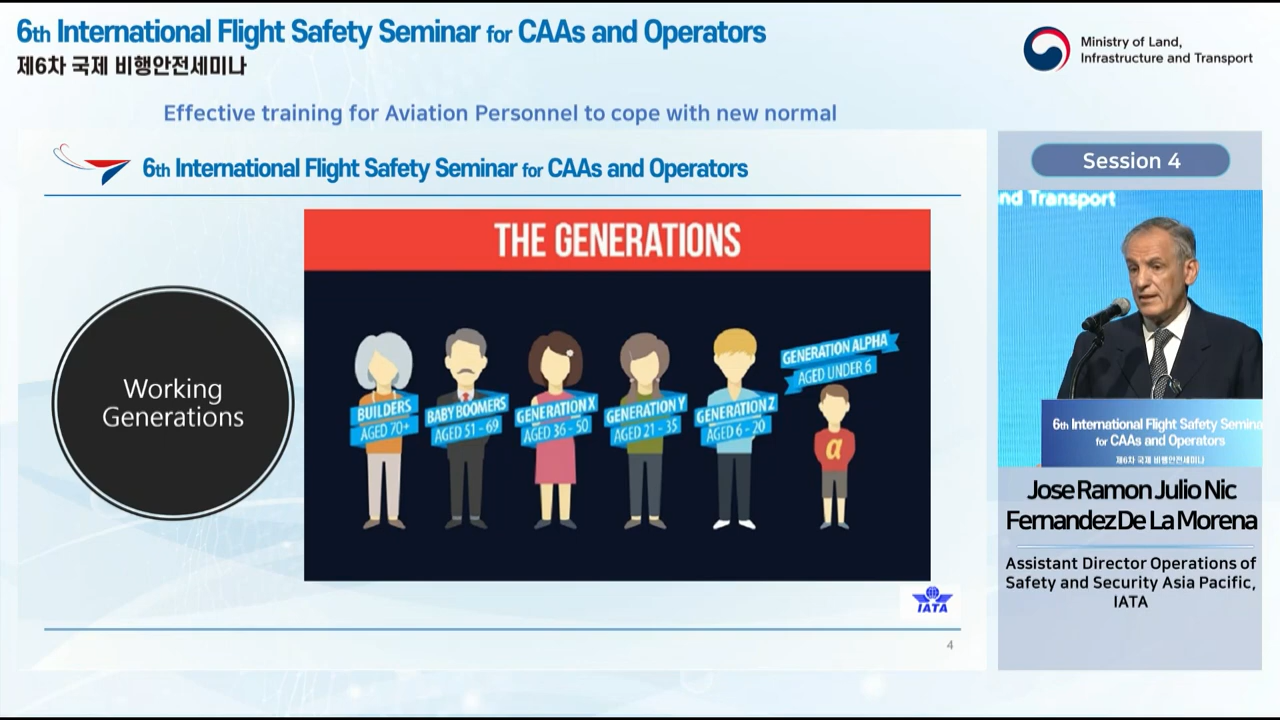 6th International Flight Safety Seminar for CAAs and Operators
제6차 국제 비행안전세미나
Ministry of Land,
Infrastructure and Transport
Effective training for Aviation Personnel to cope with new normal
6th International Flight Safety Seminar for CAAs and Operators
Session 4
nd Transport
THE GENERATIONS
Working
Generations
BUILDERS
AGED 70+
BABY BOOMERS
AGED 51 - 69
GENERATION X
AGED 36 - 50
GENERATION Y
AGED 21 - 35
GENERATION Z
AGED 6 - 20
GENERATION ALPHA
AGED UNDER 6
α
6th International Flight Safety Semina
for CAAs and Operators
제6차 국제 비행안전세미나
Jose Ramon Julio Nic
Fernandez De La Morena
Assistant Director Operations of
Safety and Security Asia Pacific,
IATA
IATA
4